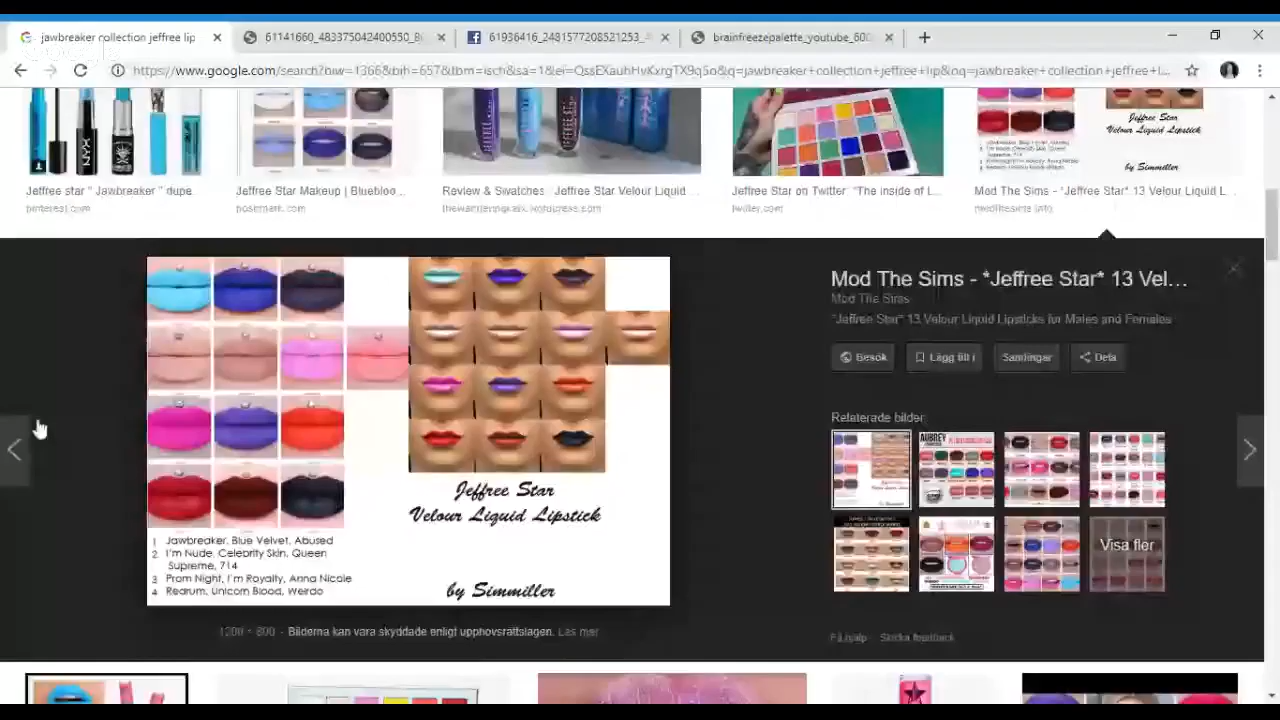 jawbreaker collection jeffree lip
61141660_483375042400550_8
61936416_2481577208521253_
brainfreezepalette_youtube_600
https://www.google.com/search?biw=1366&bih=657&tbm=isch&sa=1&ei=
jawbreaker+collection+jeffree+lip&oq=jawbreaker+collection+jeffree+l...
Jeffree Star
Velour Liquid Lipstick
by Simmiller
Jeffree star " Jawbreaker " dupe
Jeffree Star Makeup | Bluebloo...
Review & Swatches Jeffree Star Velour Liquid ...
Jeffree Star on Twitter "The inside of t...
Mod The Sims - *Jeffree Star* 13 Velour Liquid L...
pinterest.com
poshmark.com
twitter.com
modthesims.info
Mod The Sims - *Jeffree Star* 13 Vel...
Mod The Sims
*Jeffree Star* 13 Velour Liquid Lipsticks for Males and Females
Besök
Lägg till i
Samlingar
Dela
Relaterade bilder
AUBREY
Visa fler
Jeffree Star
Velour Liquid Lipstick
by Simmiller
1 Jawbreaker, Blue Velvet, Abused
2 I'm Nude, Celebrity Skin, Queen
Supreme, 714
3 Prom Night, I'm Royalty, Anna Nicole
4 Redrum, Unicorn Blood, Weirdo
1200 × 800 - Bilderna kan vara skyddade enligt upphovsrättslagen. Läs mer
Få hjälp Skicka feedback